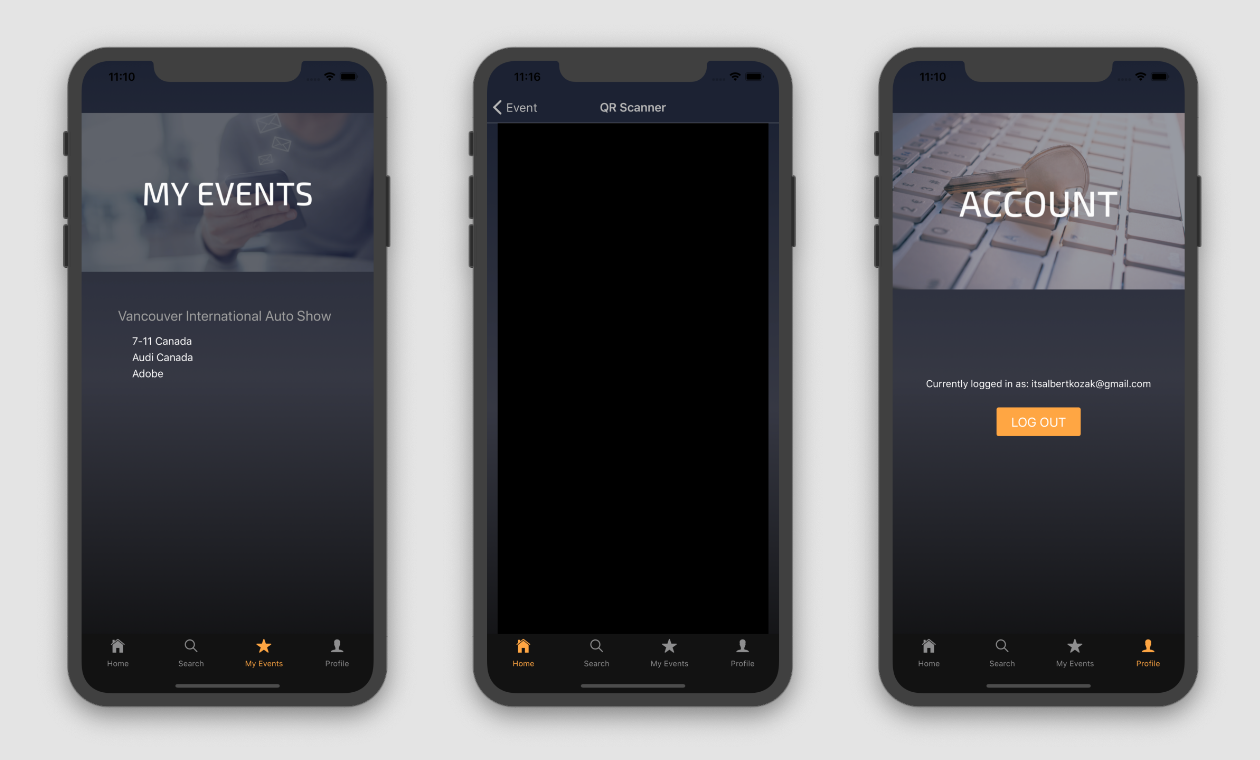 11:10
MY EVENTS
Vancouver International Auto Show
7-11 Canada
Audi Canada
Adobe
Home Search My Events Profile
11:16
Event QR Scanner
Home Search My Events Profile
11:10
ACCOUNT
Currently logged in as: itsalbertkozak@gmail.com
LOG OUT
Home Search My Events Profile